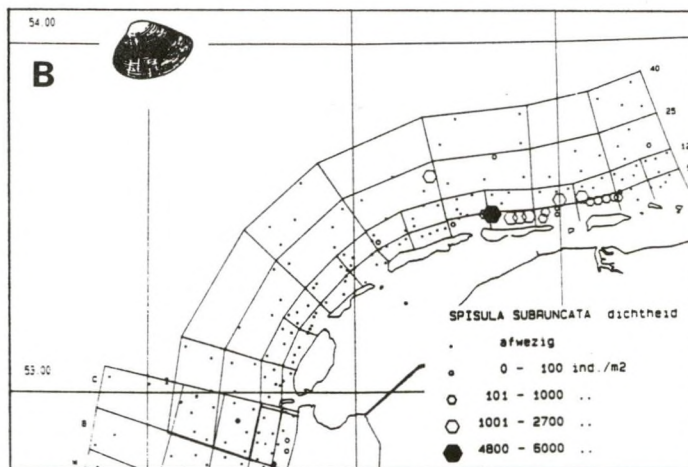 54.00
B
40
25
12
SPISULA SUBRUNCATA dichtheid
. afwezig
0 - 100 ind./m2
101 - 1000 ..
1001 - 2700 ..
4800 - 6000 ..
53.00
C
I
B